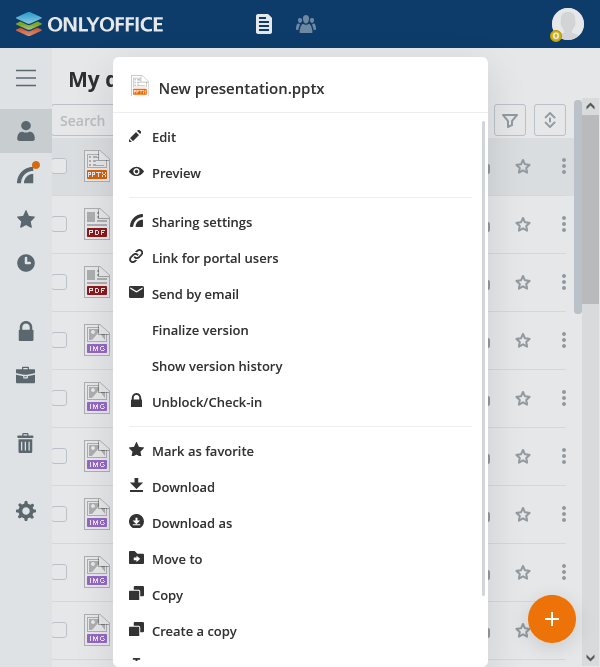 ONLYOFFICE
0
My d
New presentation.pptx
Search
Edit
Preview
PPTX
Sharing settings
PDF
Link for portal users
Send by email
PDF
Finalize version
IMG
Show version history
Unblock/Check-in
IMG
Mark as favorite
IMG
Download
Download as
IMG
Move to
IMG
Copy
Create a copy
IMG